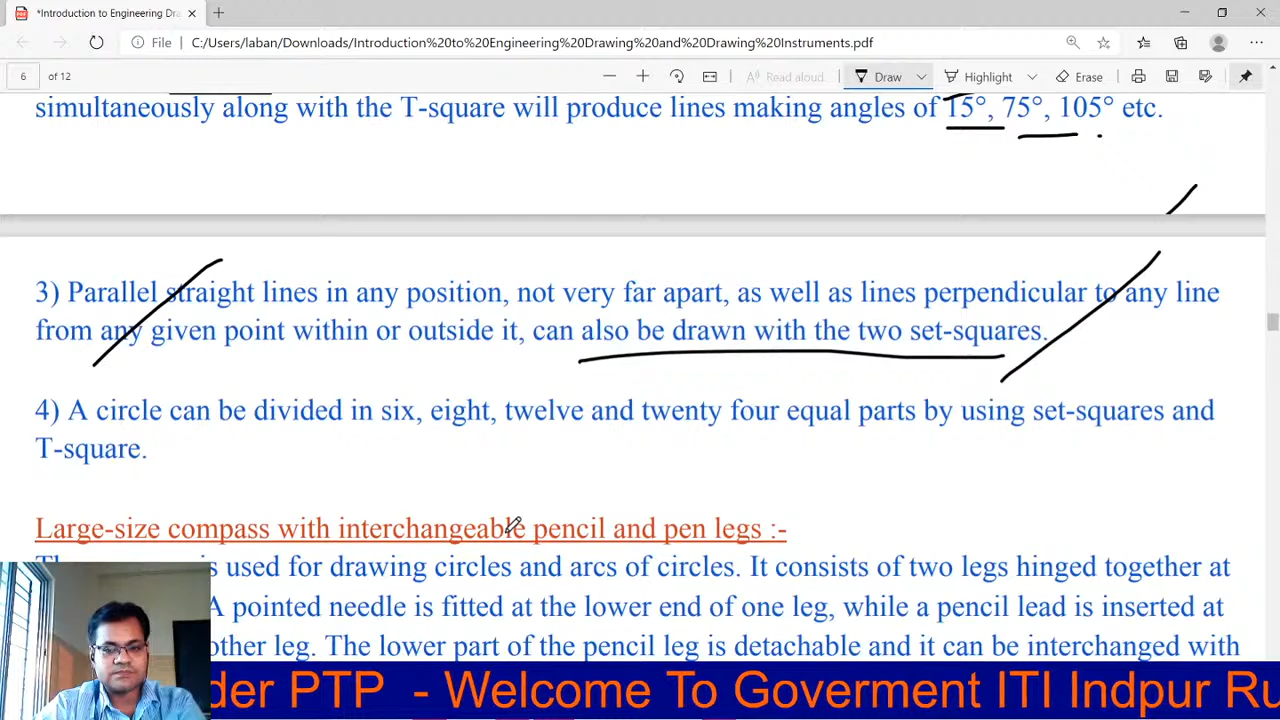 *Introduction to Engineering Dra
File
C:/Users/laban/Downloads/Introduction%20to%20Engineering%20Drawing%20and%20Drawing%20Instruments.pdf
6 of 12
Read aloud
Draw
Highlight
Erase
simultaneously along with the T-square will produce lines making angles of 15°, 75°, 105° etc.
3) Parallel straight lines in any position, not very far apart, as well as lines perpendicular to any line
from any given point within or outside it, can also be drawn with the two set-squares.
4) A circle can be divided in six, eight, twelve and twenty four equal parts by using set-squares and
T-square.
Large-size compass with interchangeable pencil and pen legs :-
used for drawing circles and arcs of circles. It consists of two legs hinged together at
A pointed needle is fitted at the lower end of one leg, while a pencil lead is inserted at
other leg. The lower part of the pencil leg is detachable and it can be interchanged with
der PTP - Welcome To Goverment ITI Indpur Ru